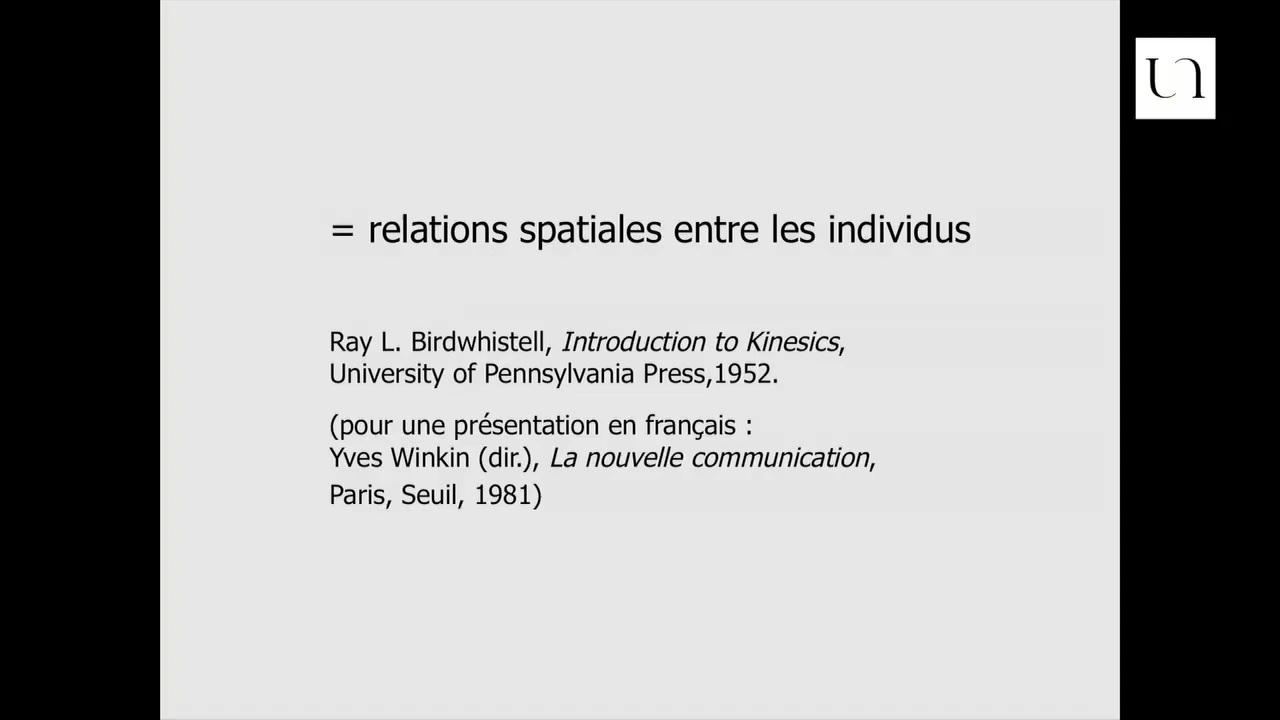 = relations spatiales entre les individus
Ray L. Birdwhistell, Introduction to Kinesics,
University of Pennsylvania Press,1952.
(pour une présentation en français :
Yves Winkin (dir.), La nouvelle communication,
Paris, Seuil, 1981)